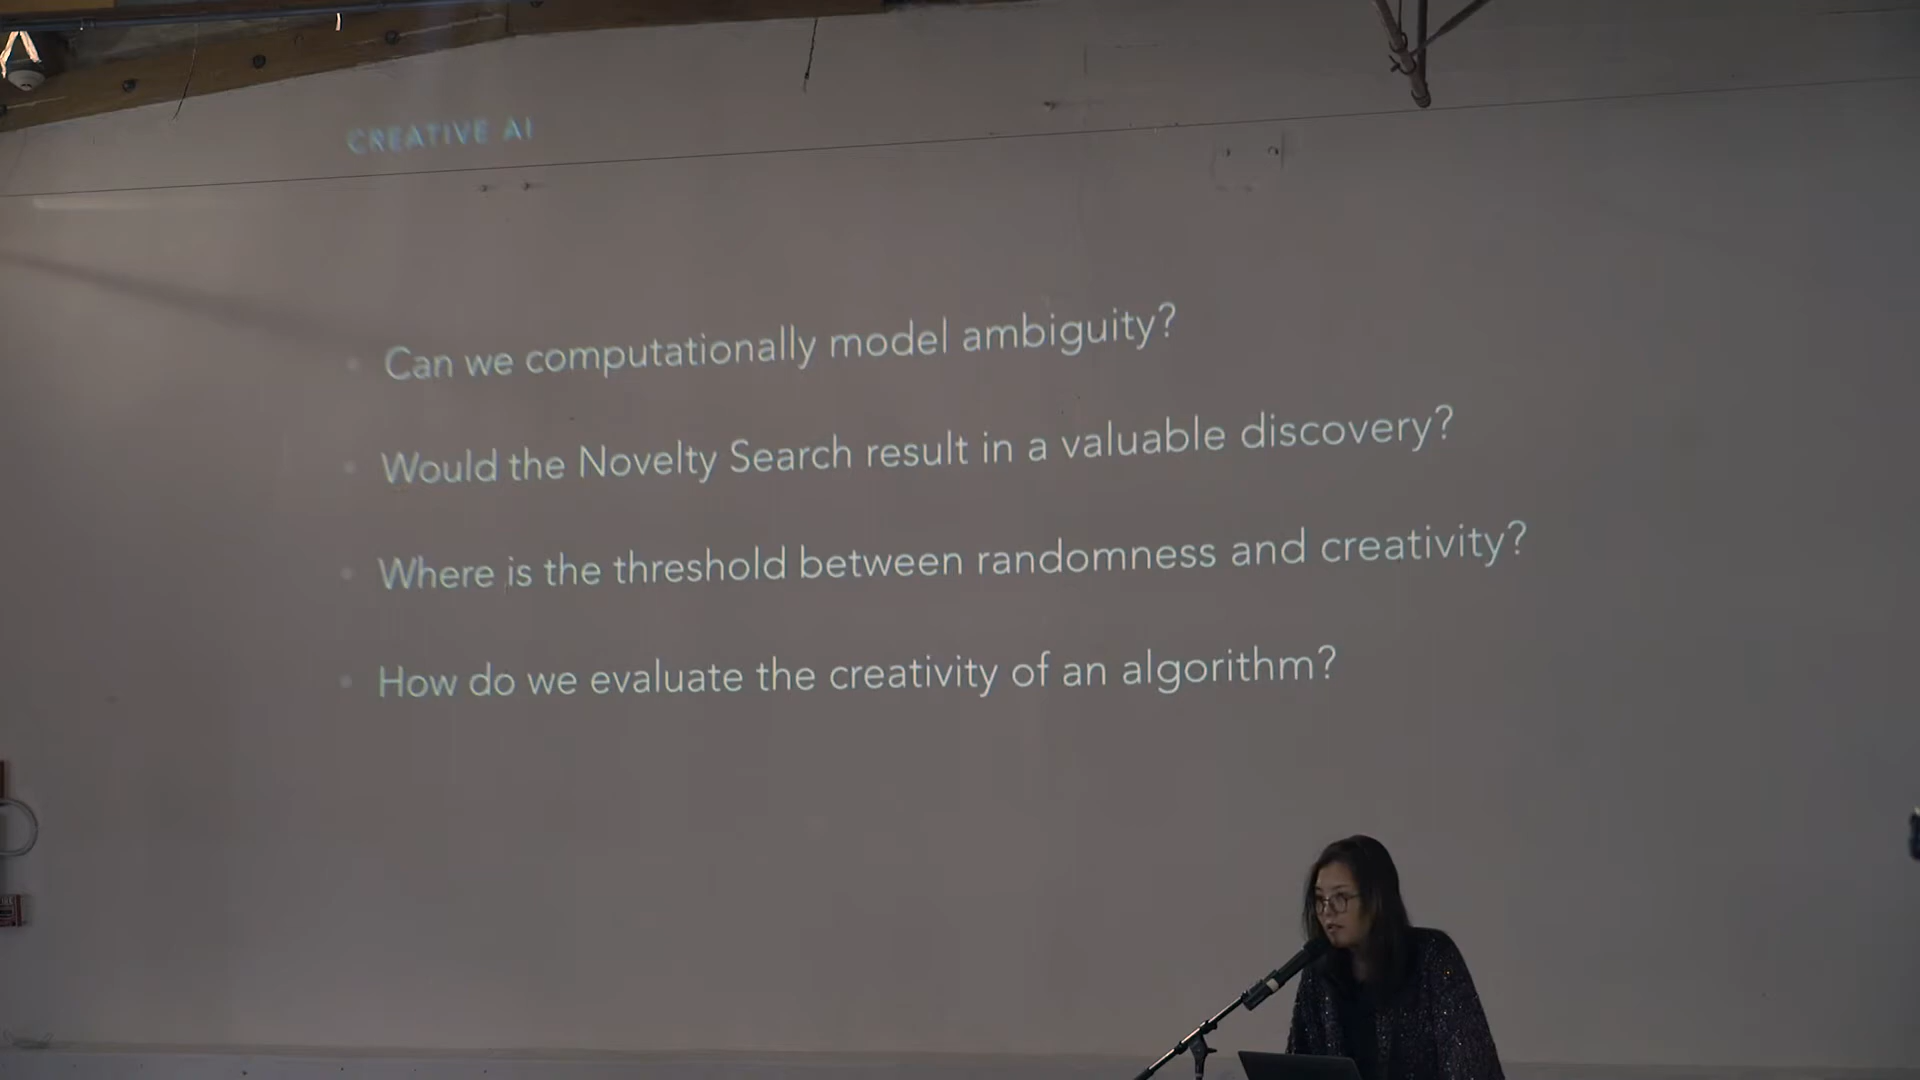 CREATIVE AI
• Can we computationally model ambiguity?
• Would the Novelty Search result in a valuable discovery?
• Where is the threshold between randomness and creativity?
• How do we evaluate the creativity of an algorithm?